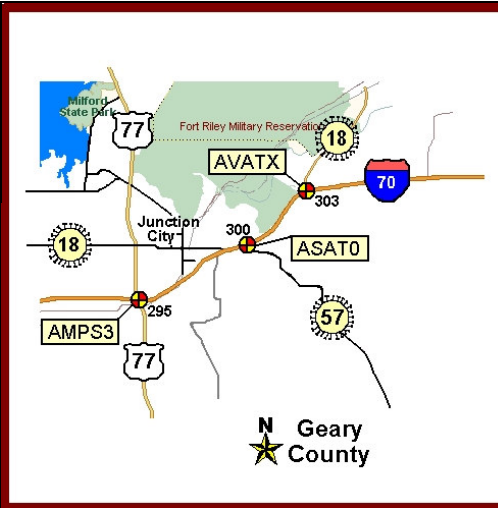 Milford
State Park
77
Fort Riley Military Reservation
18
AVATX
70
303
Junction
City
300
18
ASAT0
295
AMPS3
57
77
N
Geary
County